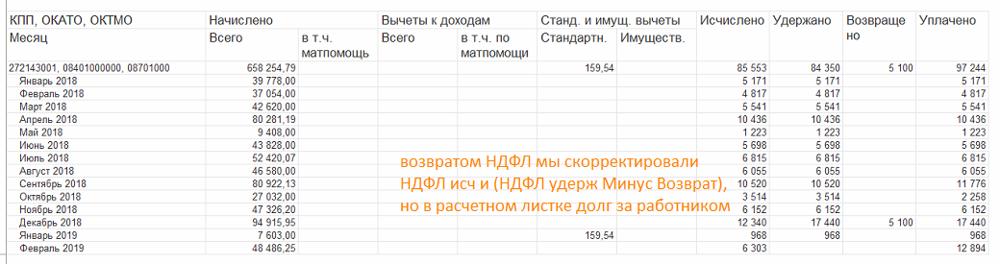 КПП, ОКАТО, ОКТМО Начислено Вычеты к доходам Станд. и имущ. вычеты Исчислено Удержано Возвраще Уплачено
но
Месяц Всего в т.ч. Всего в т.ч. по Стандартн. Имуществ.
матпомощь матпомощи
272143001, 08401000000, 08701000 658 254,79 159,54 85 553 84 350 5 100 97 244
Январь 2018 39 778,00 5 171 5 171 5 171
Февраль 2018 37 054,00 4 817 4 817 4 817
Март 2018 42 620,00 5 541 5 541 5 541
Апрель 2018 80 281,19 10 436 10 436 10 436
Май 2018 9 408,00 1 223 1 223 1 223
Июнь 2018 43 828,00 5 698 5 698 5 698
Июль 2018 52 420,07 6 815 6 815 6 815
Август 2018 46 580,00 6 055 6 055 6 055
Сентябрь 2018 80 922,13 10 520 10 520 11 776
Октябрь 2018 27 032,00 3 514 3 514 2 258
Ноябрь 2018 47 326,20 6 152 6 152 6 152
Декабрь 2018 94 915,95 12 340 17 440 5 100 17 440
Январь 2019 7 603,00 159,54 968 968 968
Февраль 2019 48 486,25 6 303 12 894
возвратом НДФЛ мы скорректировали
НДФЛ исч и (НДФЛ удерж Минус Возврат),
но в расчетном листке долг за работником